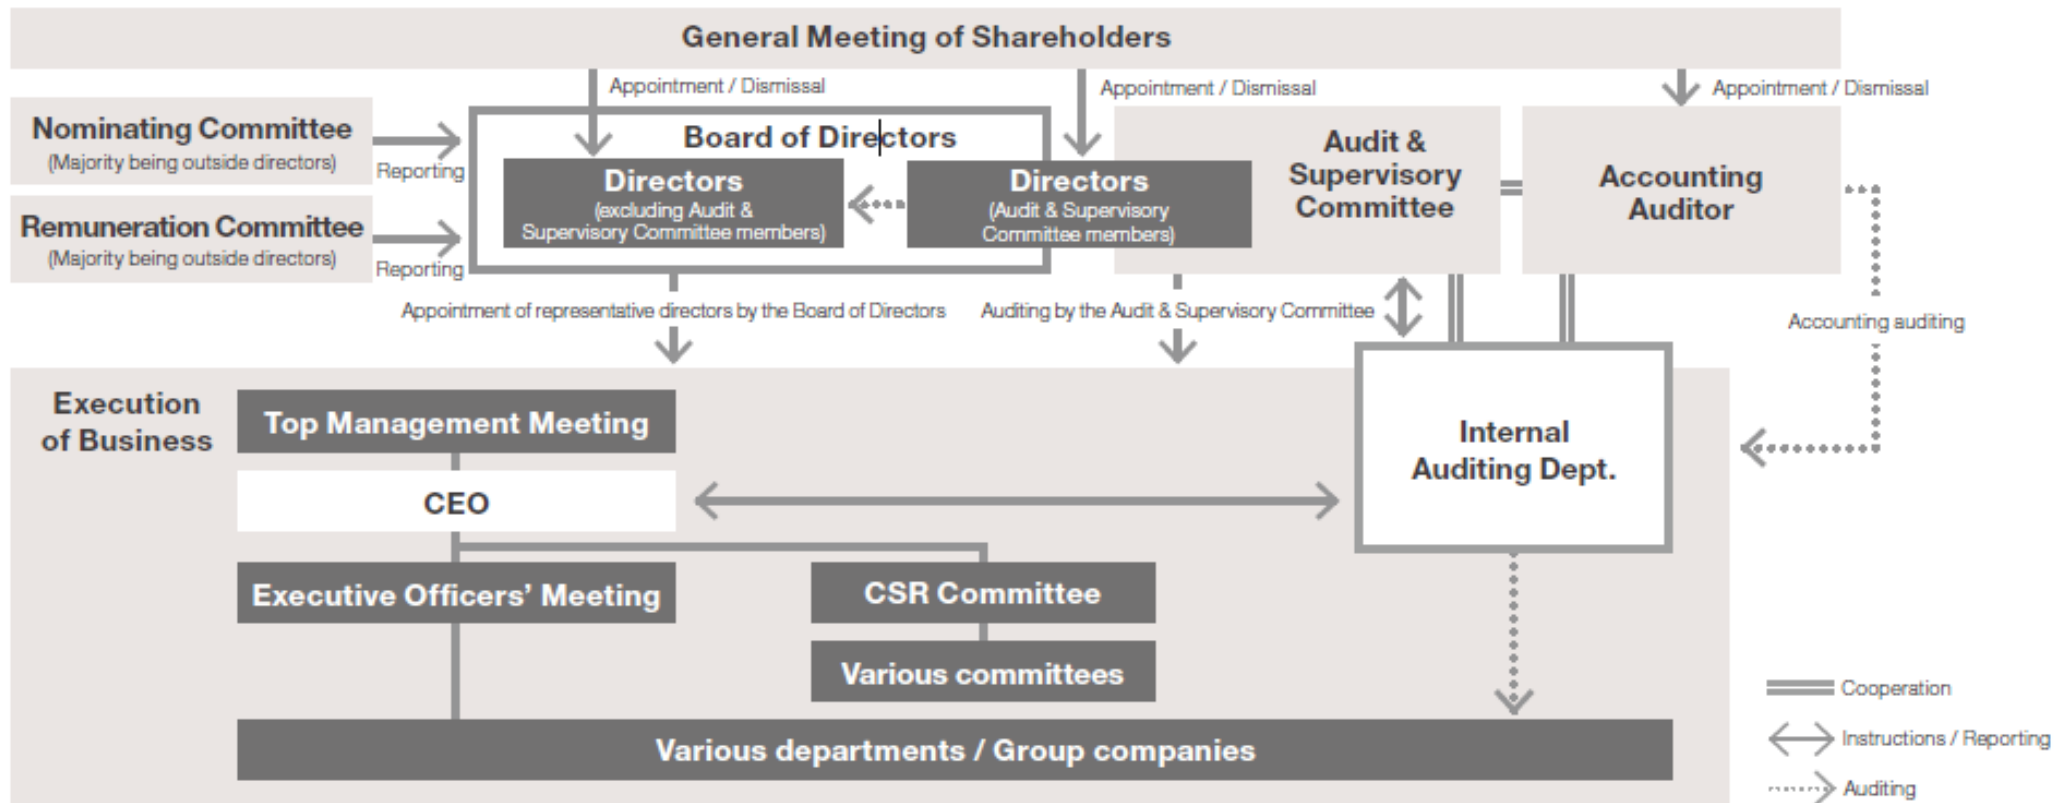 General Meeting of Shareholders
Appointment / Dismissal
Appointment / Dismissal
Appointment / Dismissal
Nominating Committee
(Majority being outside directors)
Reporting
Remuneration Committee
(Majority being outside directors)
Reporting
Board of Directors
Directors
(excluding Audit &
Supervisory Committee members)
Directors
(Audit & Supervisory
Committee members)
Audit &
Supervisory
Committee
Accounting
Auditor
Appointment of representative directors by the Board of Directors
Auditing by the Audit & Supervisory Committee
Accounting auditing
Execution
of Business
Top Management Meeting
CEO
Internal
Auditing Dept.
Executive Officers’ Meeting
CSR Committee
Various committees
Various departments / Group companies
Cooperation
Instructions / Reporting
Auditing